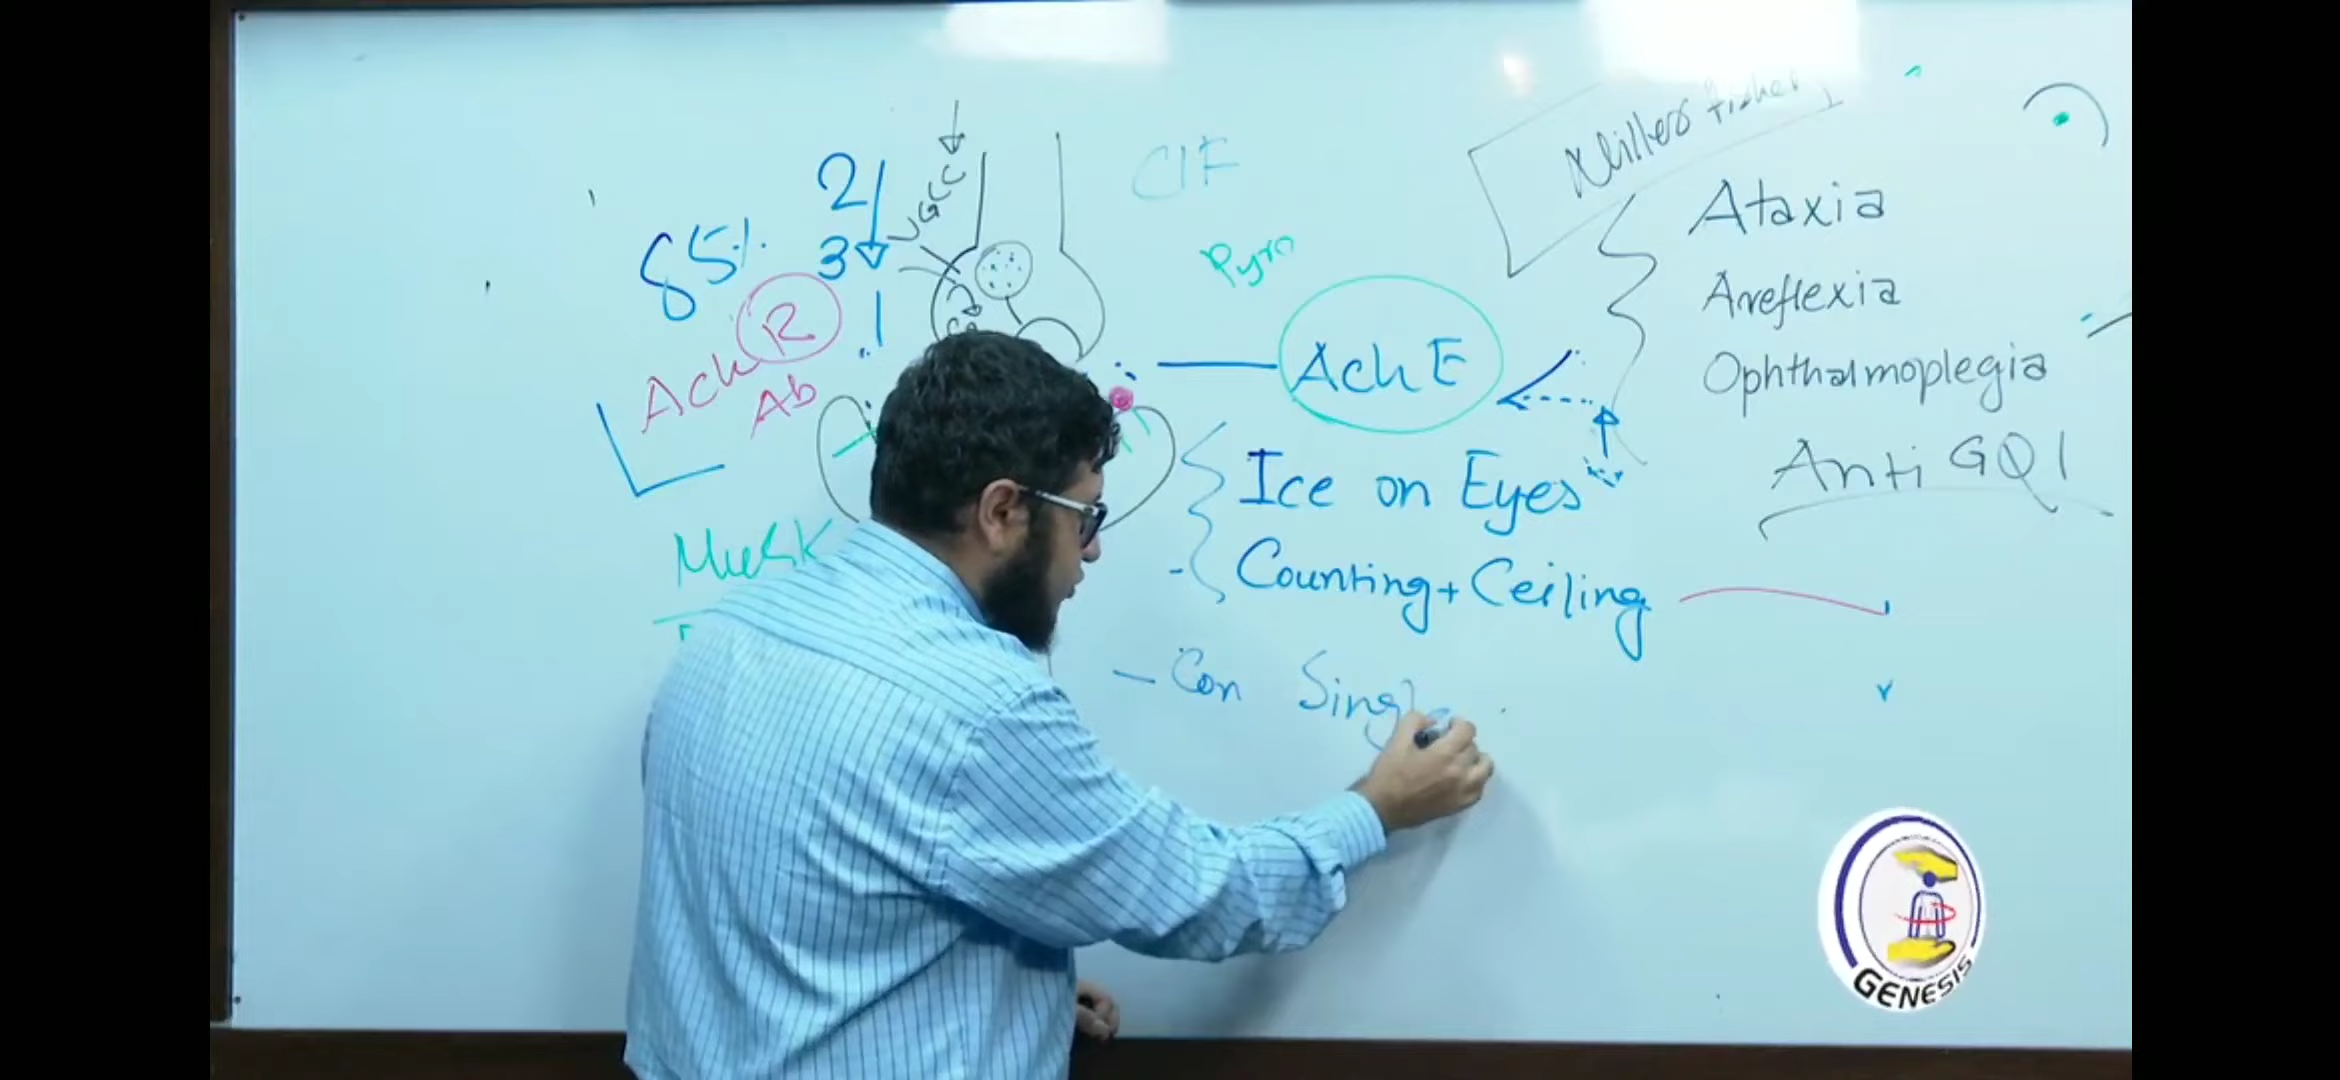 2
3
1
85%
VGCC
Ca
CIF
Pyro
AchR
Ab
AchE
Musk
Ice on Eyes
Counting + Ceiling
- Con Single
Millers fisher
Ataxia
Areflexia
Ophthalmoplegia
Anti GQ1
GENESIS